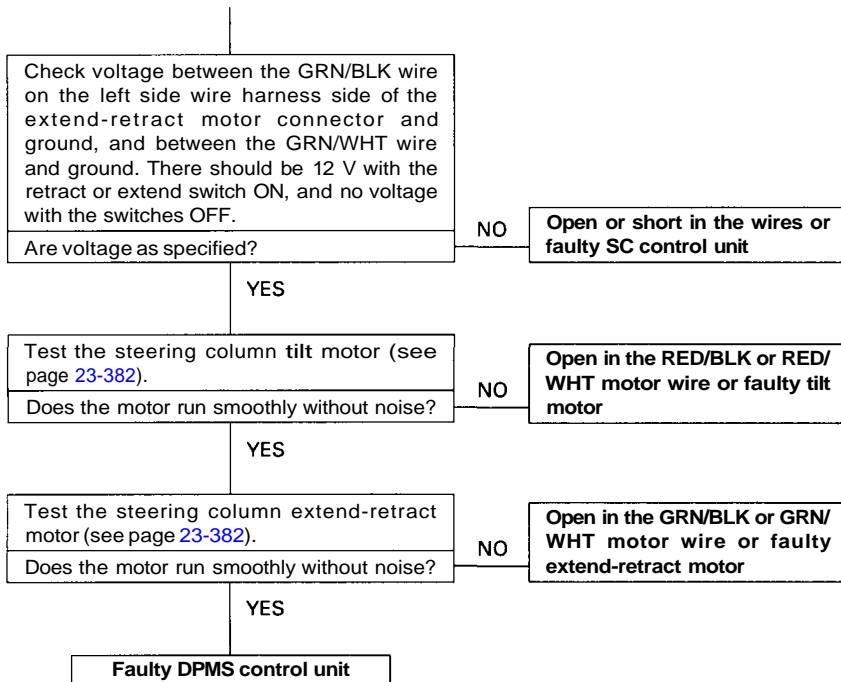 Check voltage between the GRN/BLK wire
on the left side wire harness side of the
extend-retract motor connector and
ground, and between the GRN/WHT wire
and ground. There should be 12 V with the
retract or extend switch ON, and no voltage
with the switches OFF.
Are voltage as specified?
NO
Open or short in the wires or
faulty SC control unit
YES
Test the steering column tilt motor (see
page 23-382).
Does the motor run smoothly without noise?
NO
Open in the RED/BLK or RED/
WHT motor wire or faulty tilt
motor
YES
Test the steering column extend-retract
motor (see page 23-382).
Does the motor run smoothly without noise?
NO
Open in the GRN/BLK or GRN/
WHT motor wire or faulty
extend-retract motor
YES
Faulty DPMS control unit